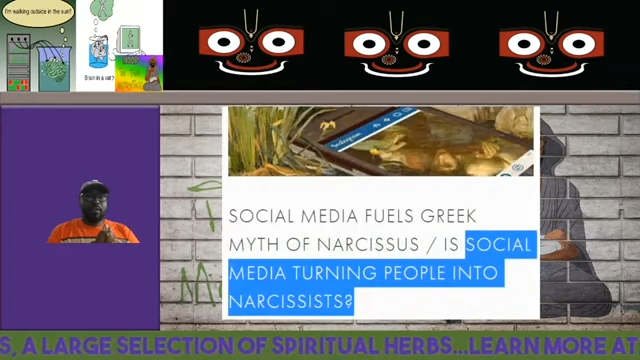 I'm walking outside in the sun!!
Brain in a vat?
Instagram
SOCIAL MEDIA FUELS GREEK
MYTH OF NARCISSUS / IS SOCIAL
MEDIA TURNING PEOPLE INTO
NARCISSISTS?
S, A LARGE SELECTION OF SPIRITUAL HERBS...LEARN MORE AT